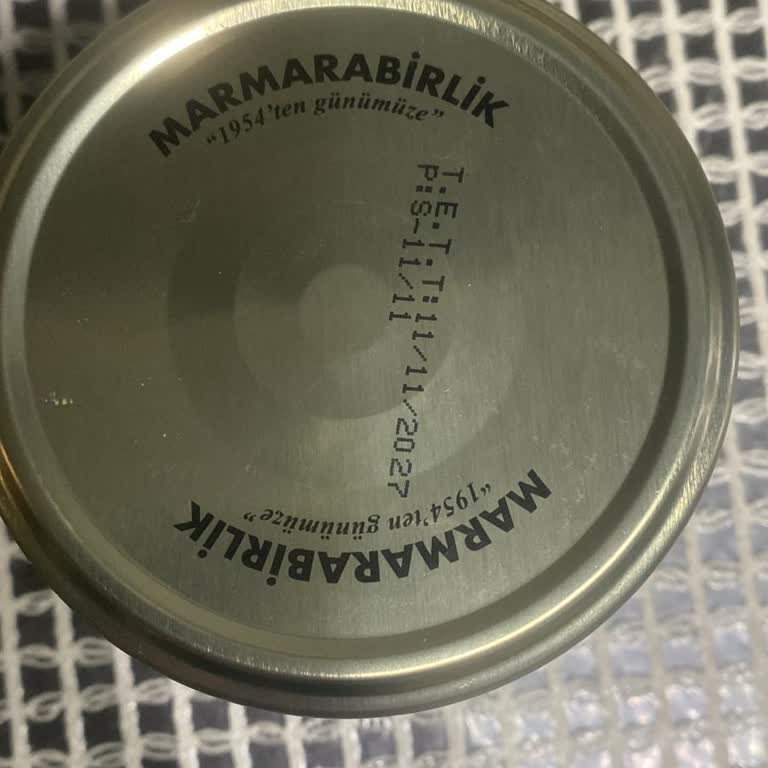 MARMARABİRLİK
“1954’ten günümüze”
T.E.T.T:11/11/2027
P:S-11/11
“1954’ten günümüze”
MARMARABİRLİK